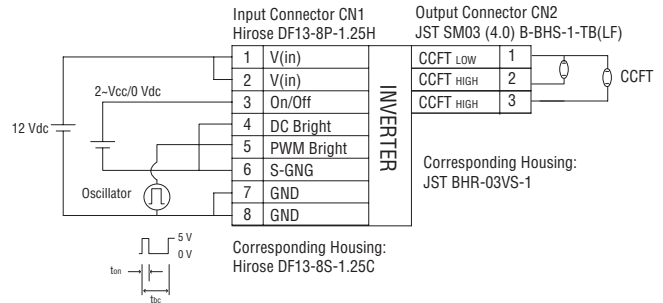 Input Connector CN1
Hirose DF13-8P-1.25H
Output Connector CN2
JST SM03 (4.0) B-BHS-1-TB(LF)
1 V(in)
2 V(in)
3 On/Off
4 DC Bright
5 PWM Bright
6 S-GNG
7 GND
8 GND
INVERTER
CCFT LOW 1
CCFT HIGH 2
CCFT HIGH 3
CCFT
2~Vcc/0 Vdc
12 Vdc
Oscillator
Corresponding Housing:
JST BHR-03VS-1
Corresponding Housing:
Hirose DF13-8S-1.25C
5 V
0 V
ton
tbc